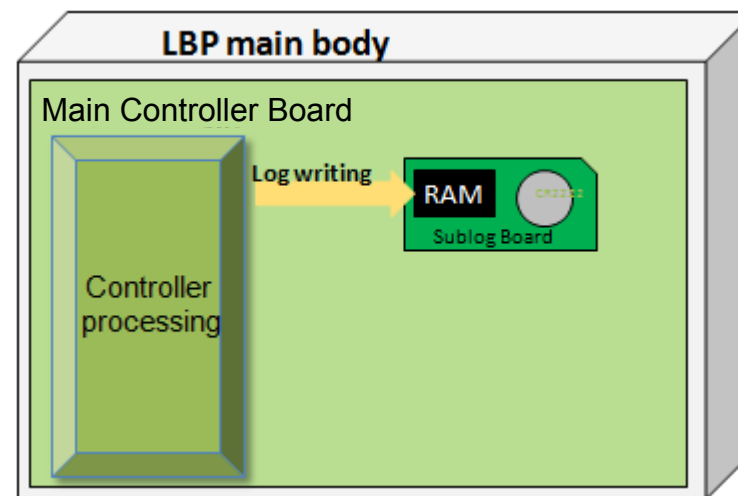 LBP main body
Main Controller Board
Log writing
RAM
Sublog Board
Controller
processing